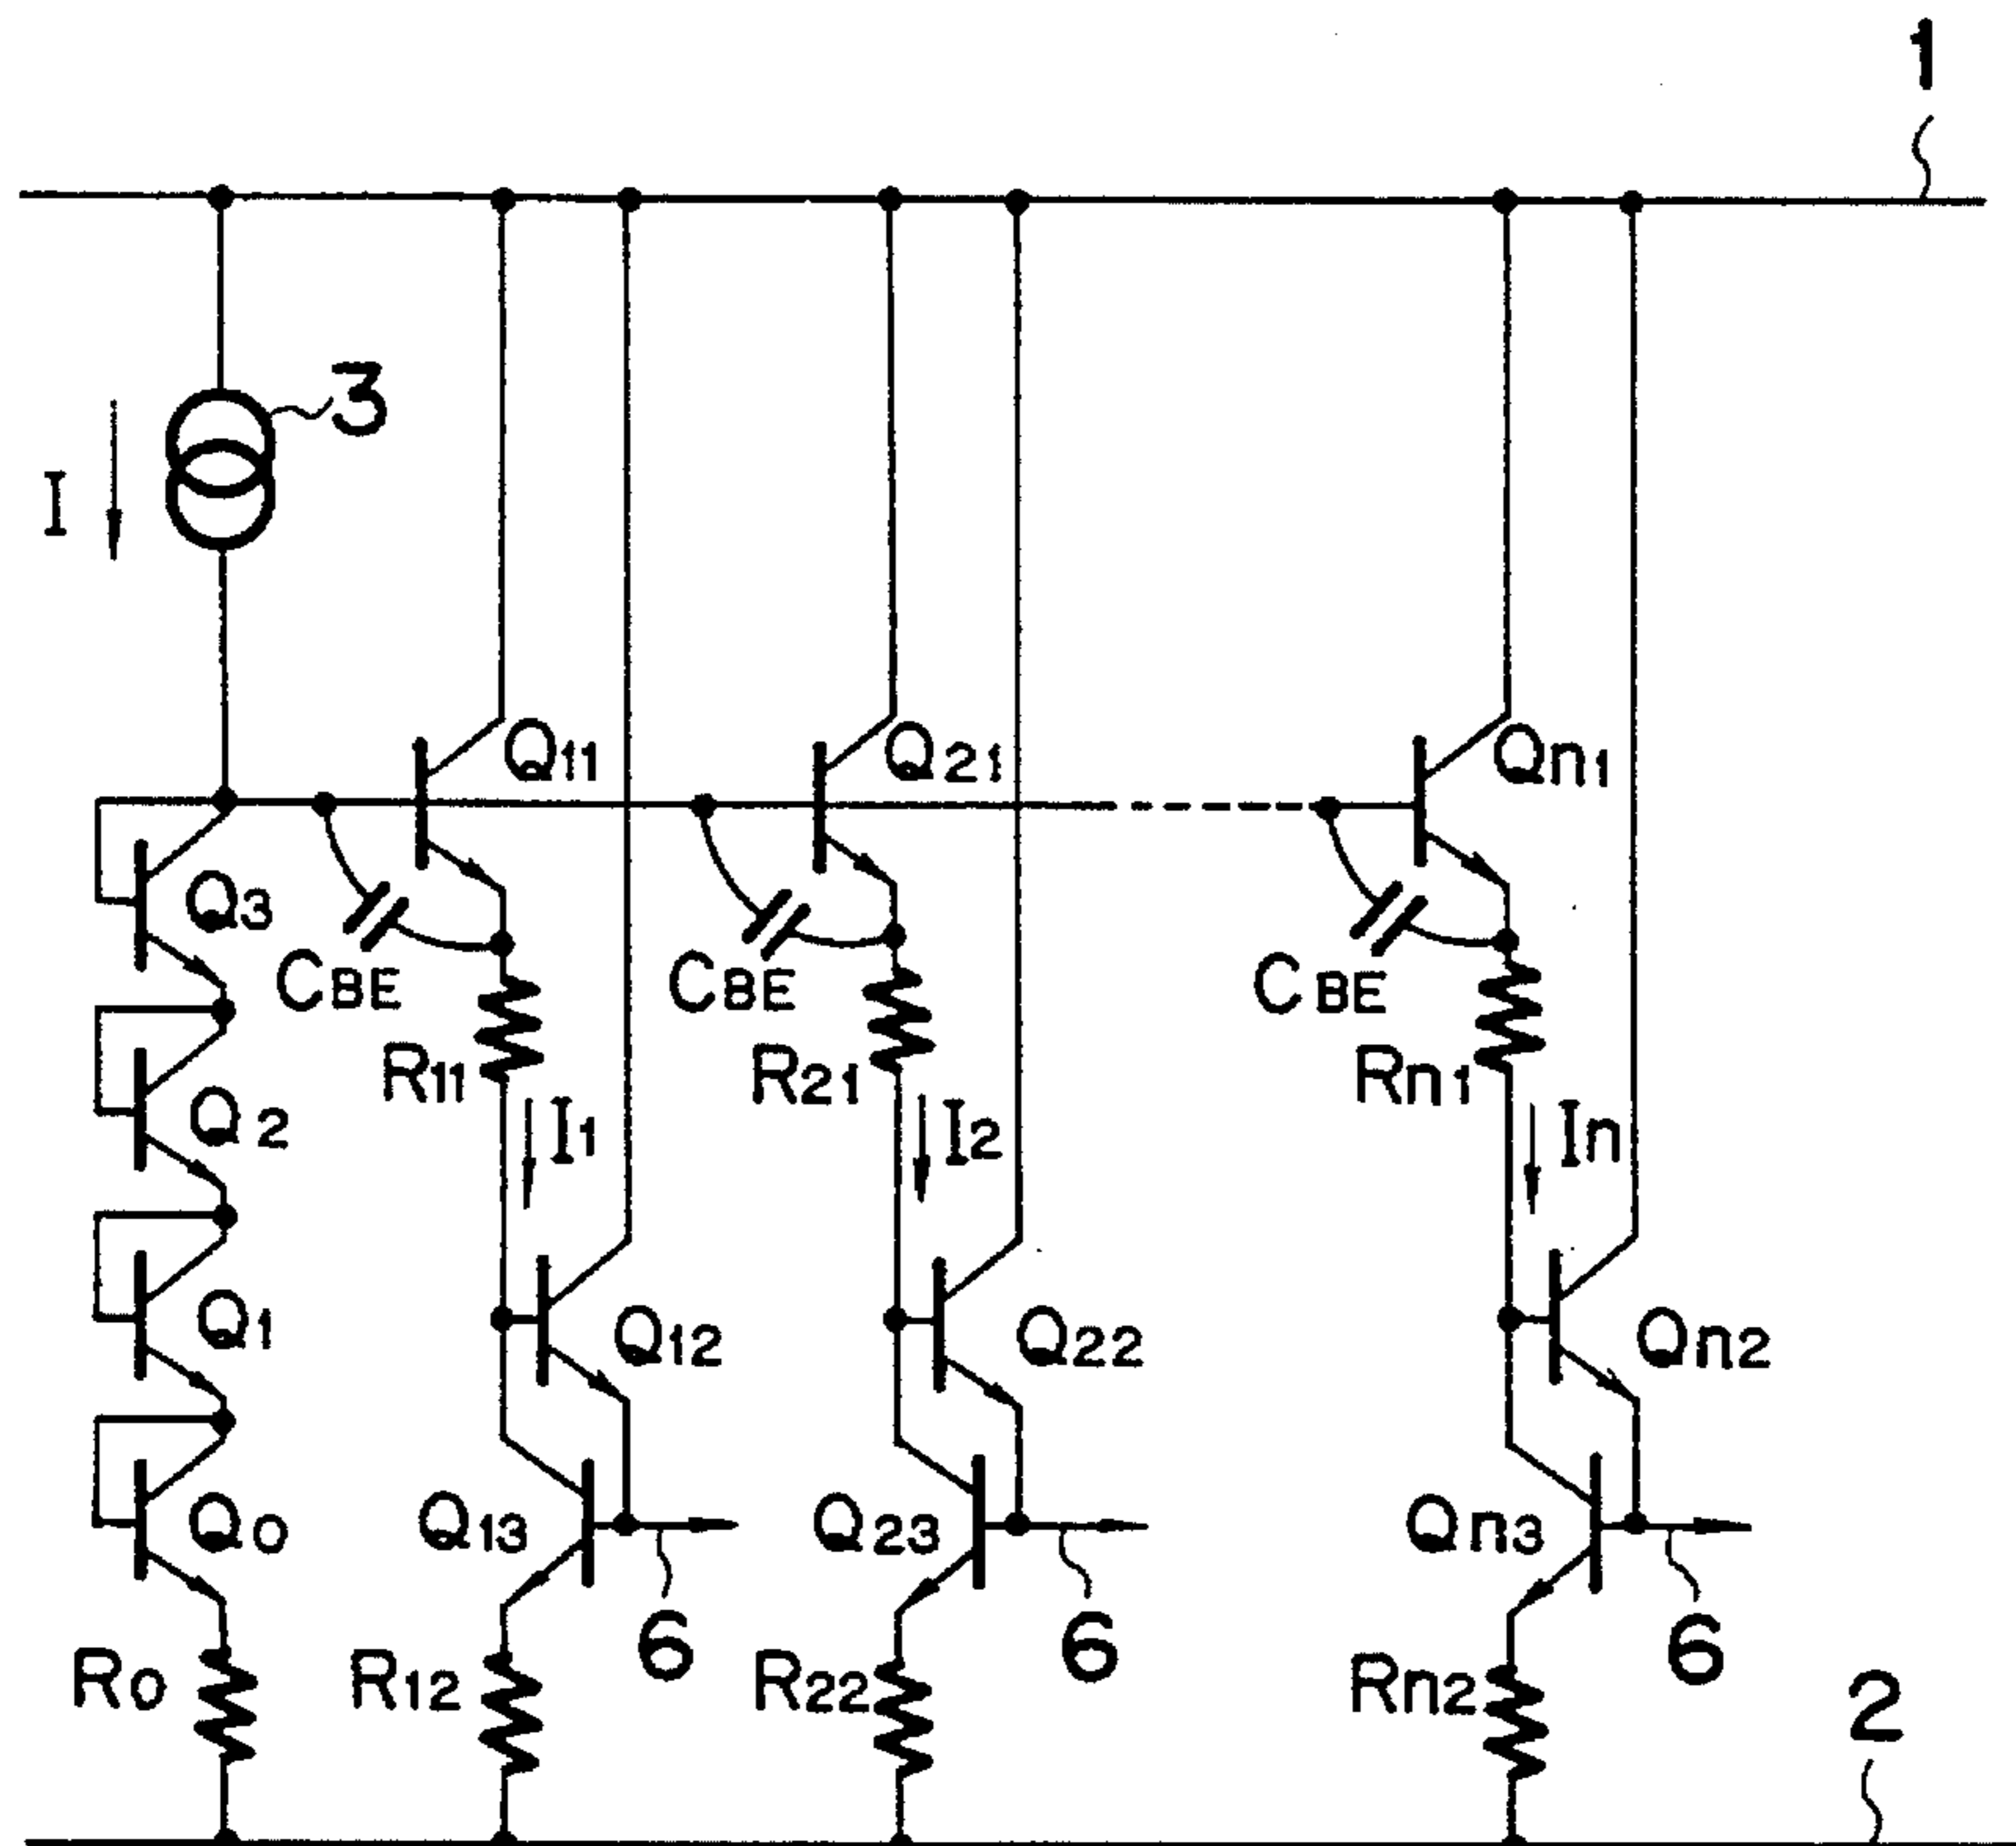 1
3
I
Q11
Q21
Qn1
Q3
CBE
CBE
CBE
R11
R21
Rn1
Q2
I1
I2
In
Q1
Q12
Q22
Qn2
Q0
Q13
Q23
Qn3
6
6
6
R0
R12
R22
Rn2
2